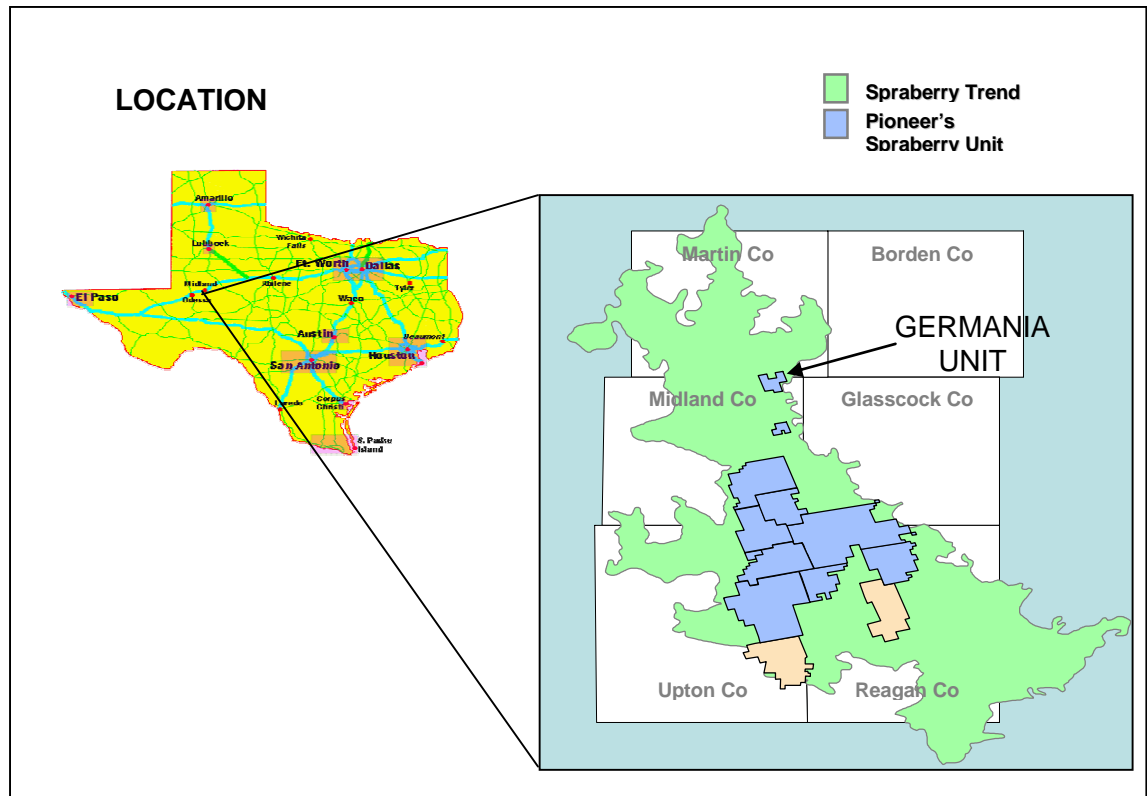 LOCATION
Spraberry Trend
Pioneer's
Spraberry Unit
Amarillo
Lubbock
Wichita
Falls
Ft. Worth
Dallas
Midland
Odessa
Abilene
Tyler
El Paso
Waco
Austin
Beaumont
Houston
San Antonio
Laredo
Corpus
Christi
S. Padre
Island
Martin Co
Borden Co
GERMANIA
UNIT
Midland Co
Glasscock Co
Upton Co
Reagan Co